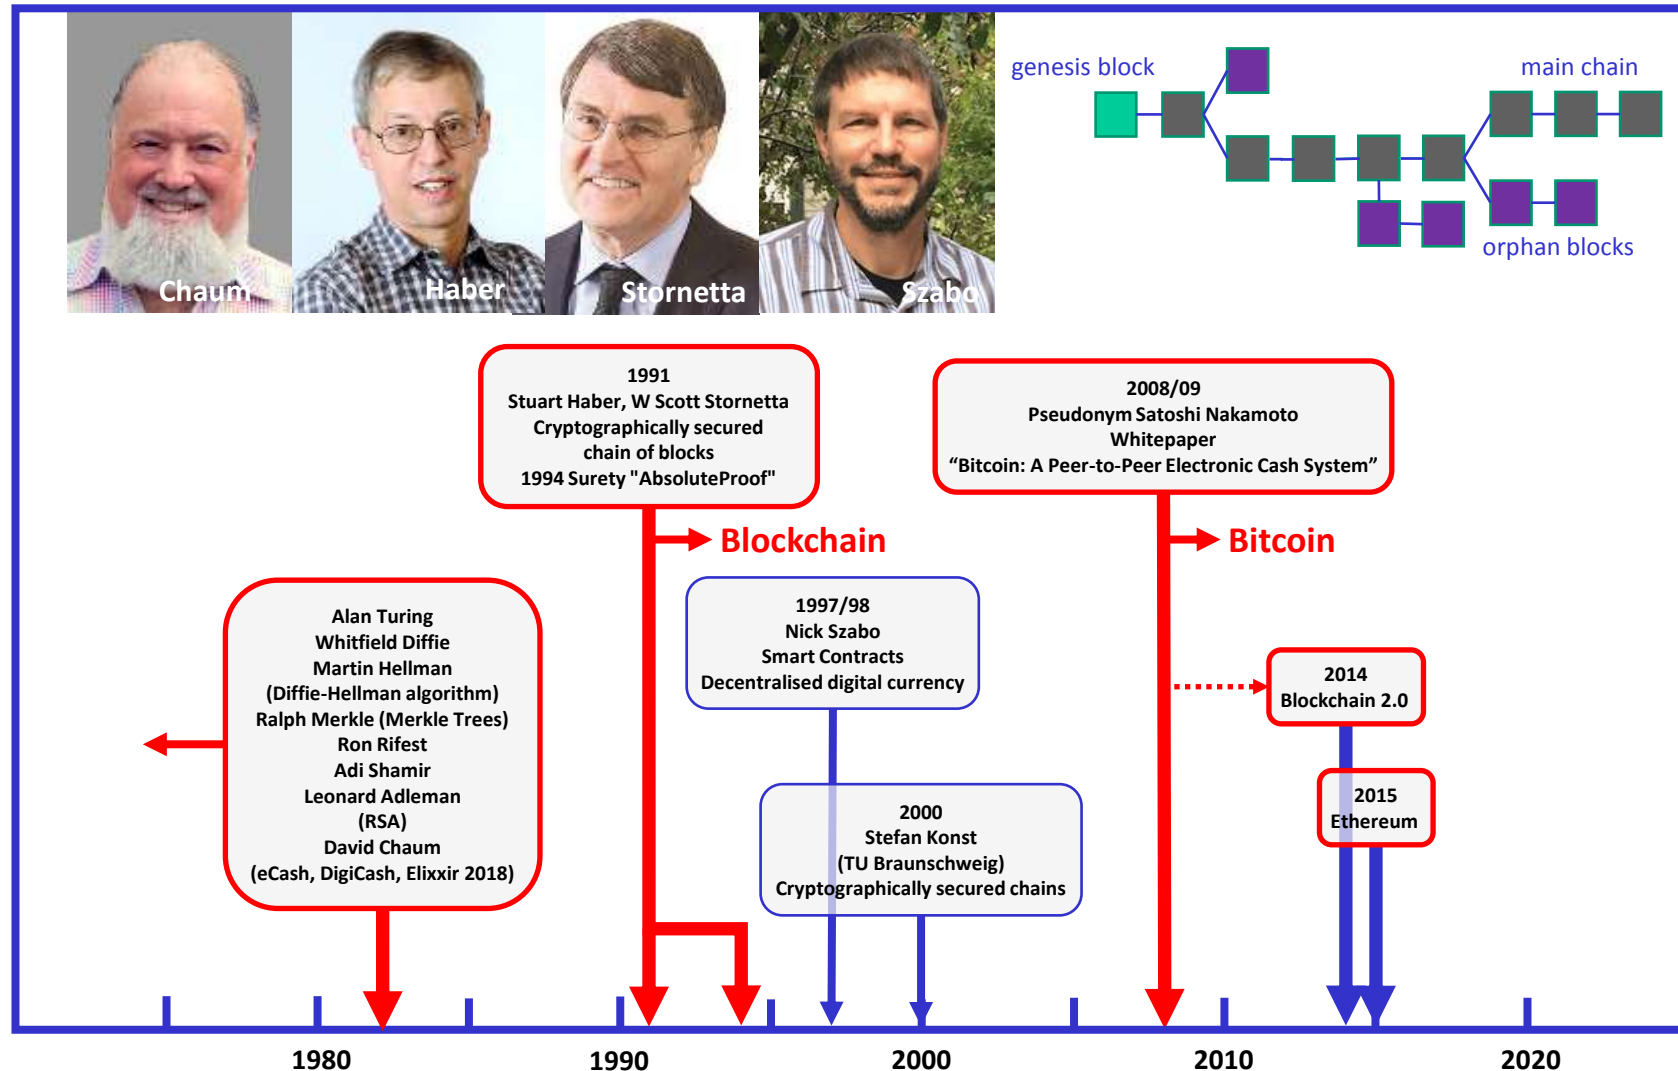 Chaum
Haber
Stornetta
Szabo
genesis block
main chain
orphan blocks
1991
Stuart Haber, W Scott Stornetta
Cryptographically secured
chain of blocks
1994 Surety "AbsoluteProof"
2008/09
Pseudonym Satoshi Nakamoto
Whitepaper
“Bitcoin: A Peer-to-Peer Electronic Cash System”
Blockchain
Bitcoin
Alan Turing
Whitfield Diffie
Martin Hellman
(Diffie-Hellman algorithm)
Ralph Merkle (Merkle Trees)
Ron Rifest
Adi Shamir
Leonard Adleman
(RSA)
David Chaum
(eCash, DigiCash, Elixxir 2018)
1997/98
Nick Szabo
Smart Contracts
Decentralised digital currency
2000
Stefan Konst
(TU Braunschweig)
Cryptographically secured chains
2014
Blockchain 2.0
2015
Ethereum
1980
1990
2000
2010
2020